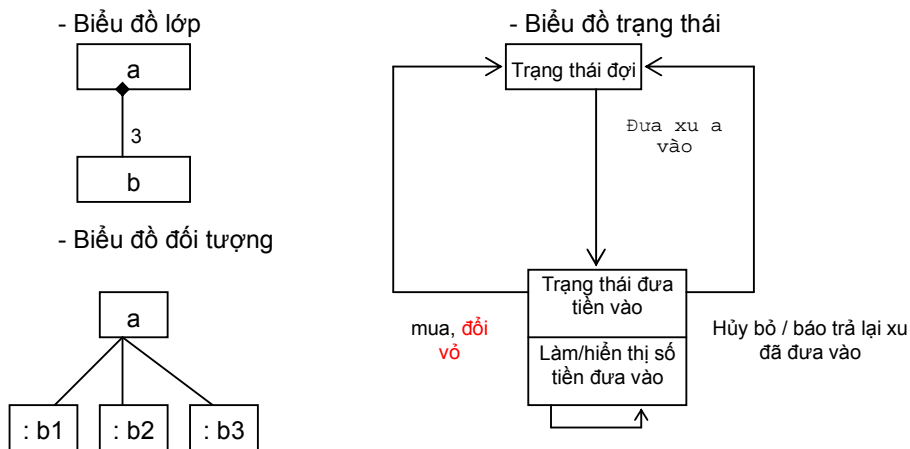 - Biểu đồ lớp
a
3
b
- Biểu đồ đối tượng
a
: b1
: b2
: b3
- Biểu đồ trạng thái
Trạng thái đợi
Đưa xu a
vào
Trạng thái đưa
tiền vào
Làm/hiển thị số
tiền đưa vào
mua, đổi
vỏ
Hủy bỏ / báo trả lại xu
đã đưa vào